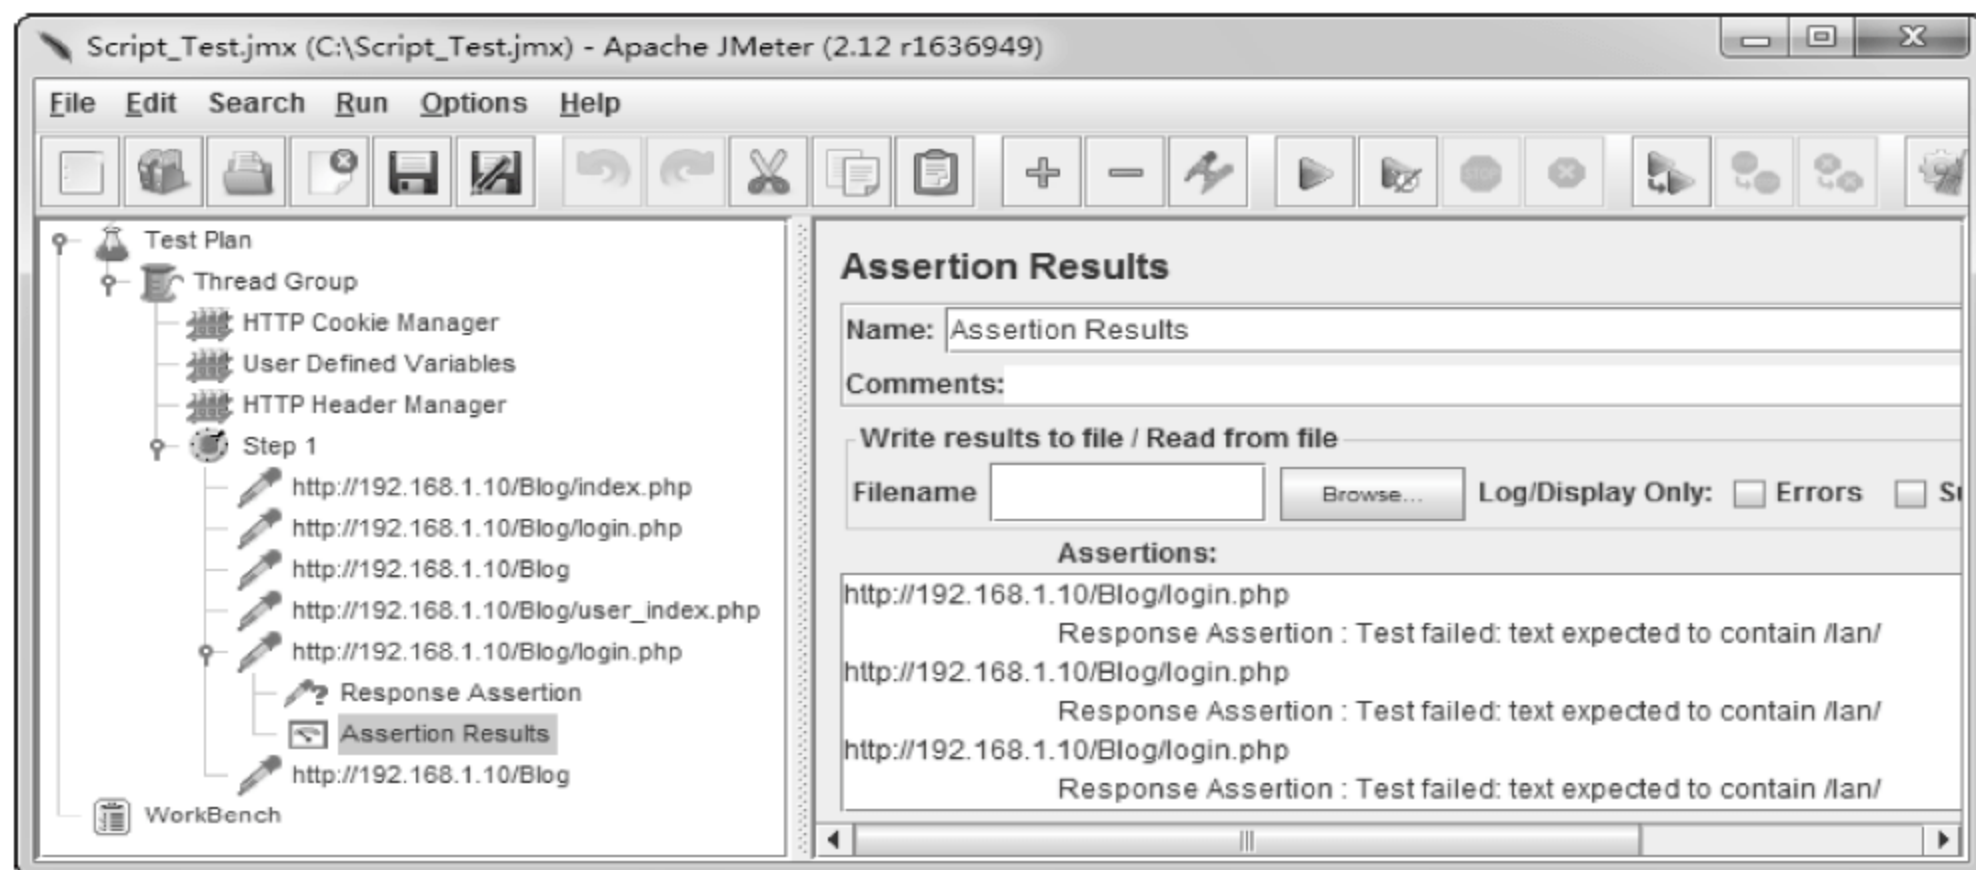 Script_Test.jmx (C:\Script_Test.jmx) - Apache JMeter (2.12 r1636949)
File Edit Search Run Options Help
STOP
Test Plan
Thread Group
HTTP Cookie Manager
User Defined Variables
HTTP Header Manager
Step 1
http://192.168.1.10/Blog/index.php
http://192.168.1.10/Blog/login.php
http://192.168.1.10/Blog
http://192.168.1.10/Blog/user_index.php
http://192.168.1.10/Blog/login.php
Response Assertion
Assertion Results
http://192.168.1.10/Blog
WorkBench
Assertion Results
Name: Assertion Results
Comments:
Write results to file / Read from file
Filename Browse... Log/Display Only: Errors
Assertions:
http://192.168.1.10/Blog/login.php
Response Assertion : Test failed: text expected to contain /lan/
http://192.168.1.10/Blog/login.php
Response Assertion : Test failed: text expected to contain /lan/
http://192.168.1.10/Blog/login.php
Response Assertion : Test failed: text expected to contain /lan/